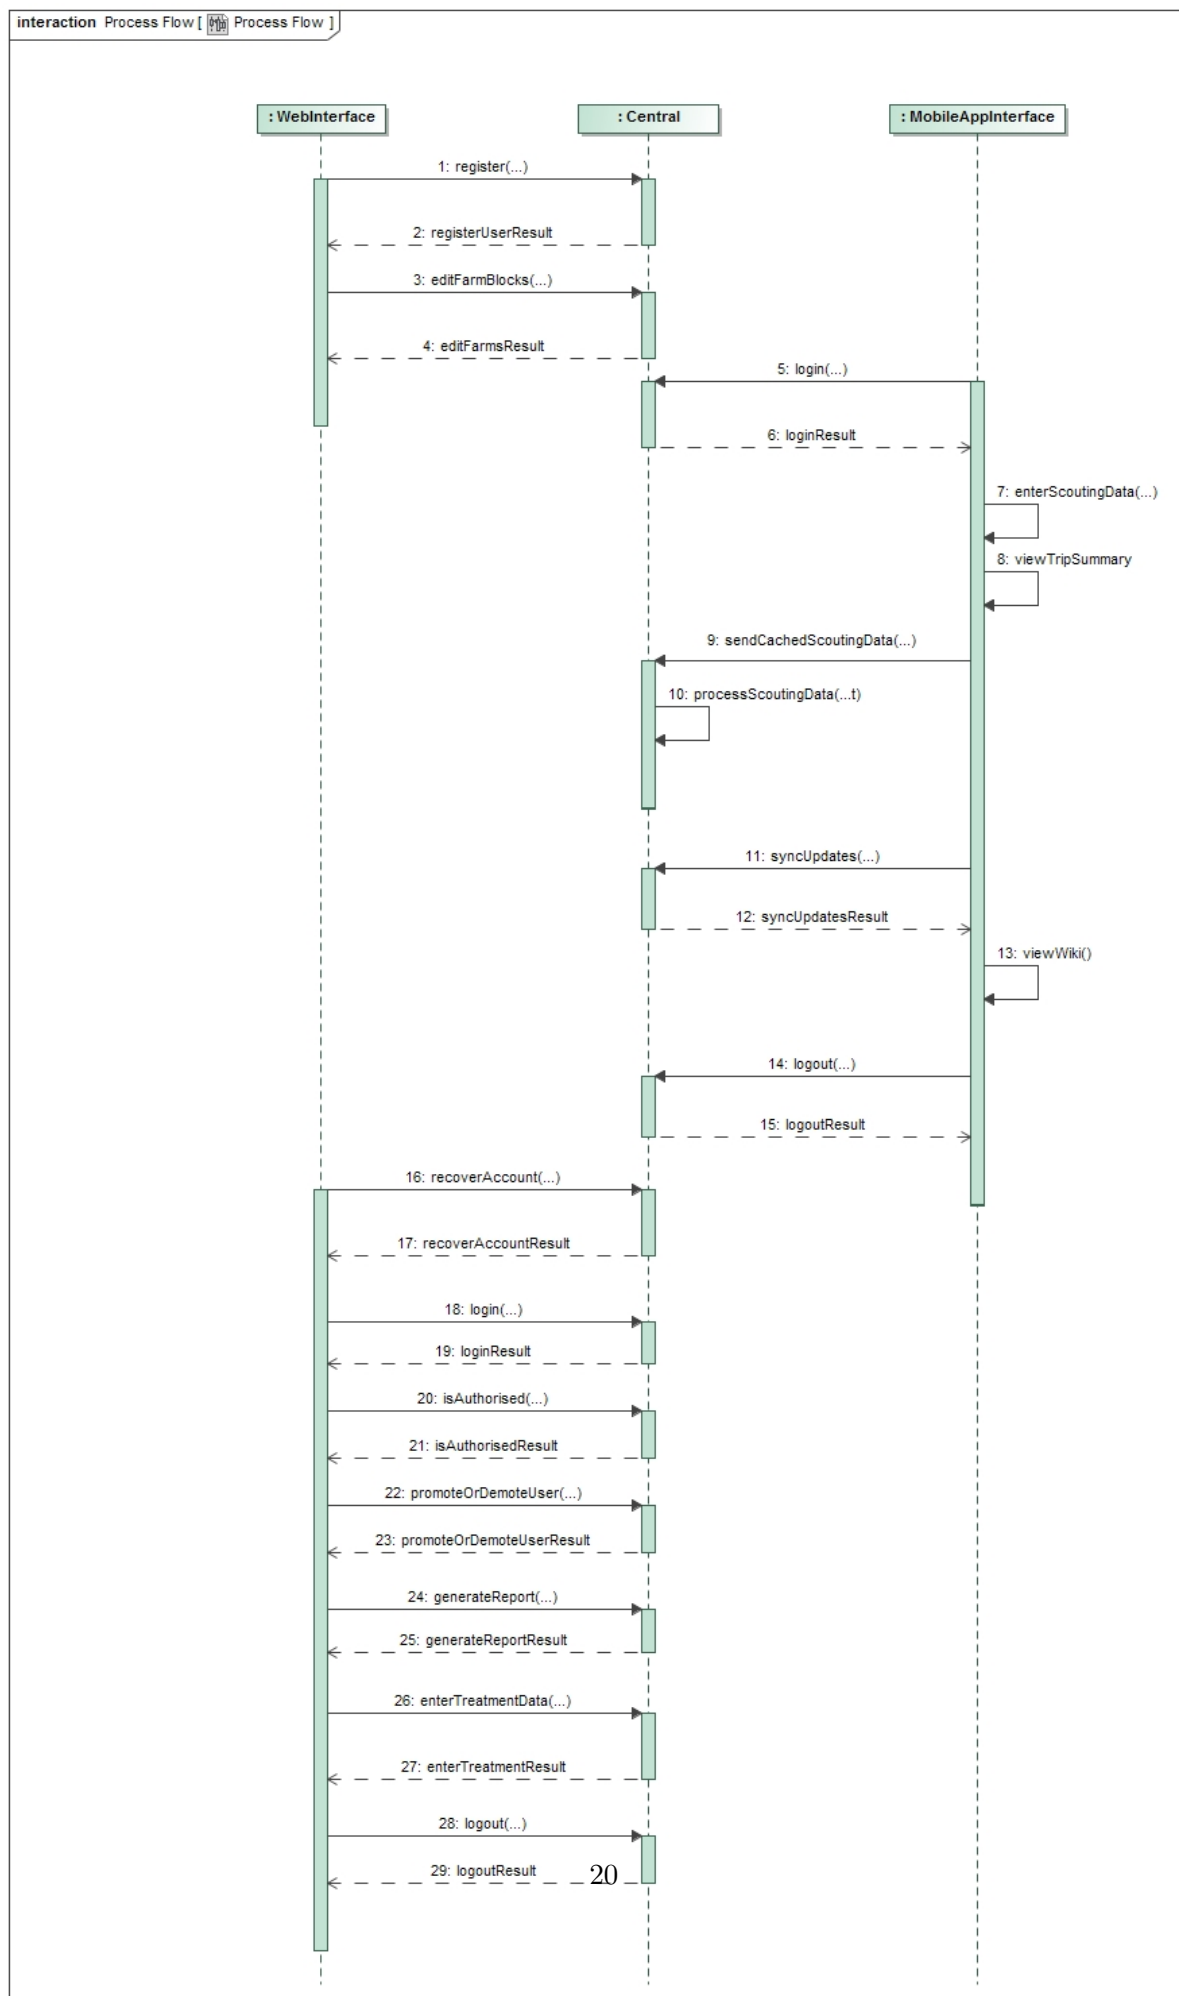 interaction Process Flow [ Process Flow ]
: WebInterface
: Central
: MobileAppInterface
1: register(...)
2: registerUserResult
3: editFarmBlocks(...)
4: editFarmsResult
5: login(...)
6: loginResult
7: enterScoutingData(...)
8: viewTripSummary
9: sendCachedScoutingData(...)
10: processScoutingData(...t)
11: syncUpdates(...)
12: syncUpdatesResult
13: viewWiki()
14: logout(...)
15: logoutResult
16: recoverAccount(...)
17: recoverAccountResult
18: login(...)
19: loginResult
20: isAuthorised(...)
21: isAuthorisedResult
22: promoteOrDemoteUser(...)
23: promoteOrDemoteUserResult
24: generateReport(...)
25: generateReportResult
26: enterTreatmentData(...)
27: enterTreatmentResult
28: logout(...)
29: logoutResult
20